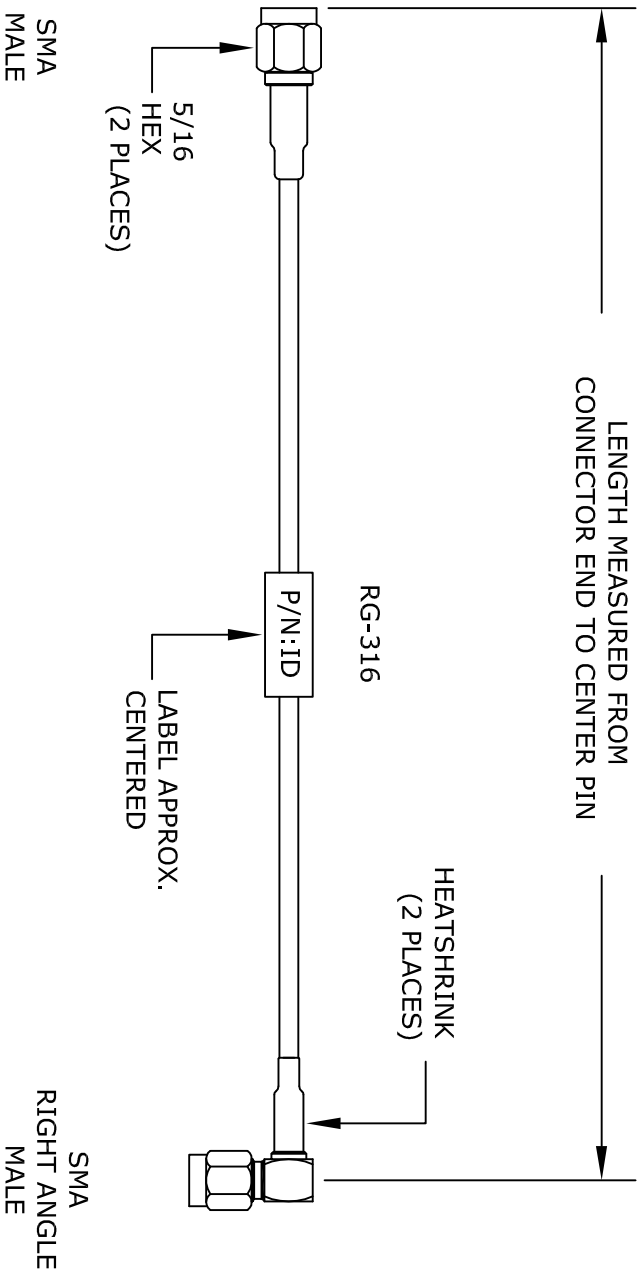 LENGTH MEASURED FROM
CONNECTOR END TO CENTER PIN
RG-316
HEATSHRINK
(2 PLACES)
P/N:ID
5/16
HEX
(2 PLACES)
LABEL APPROX.
CENTERED
SMA
MALE
SMA
RIGHT ANGLE
MALE